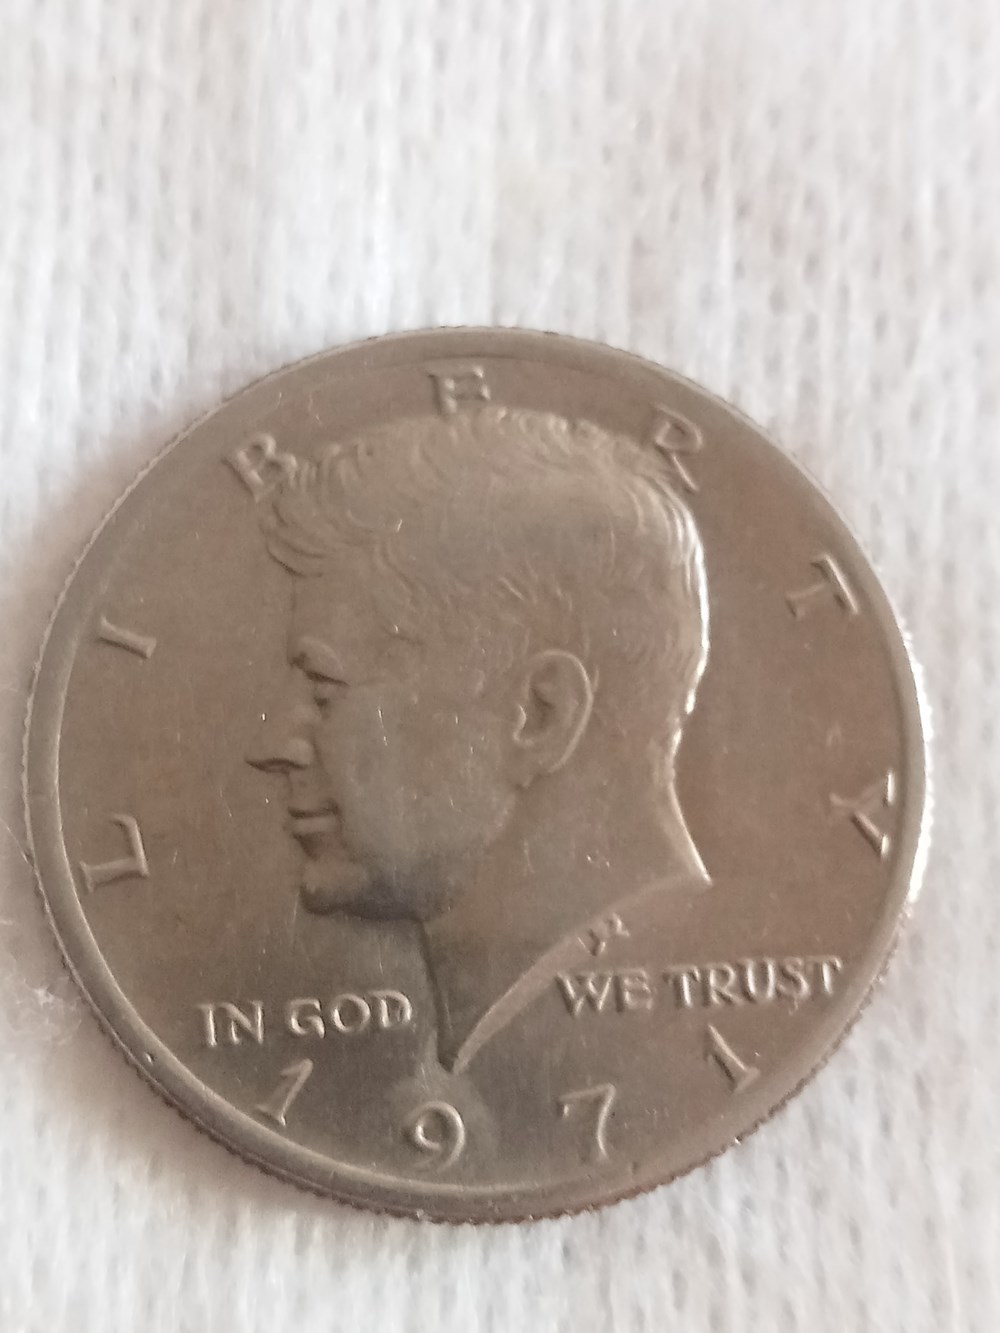 LIBERTY
IN GOD WE TRUST
1971